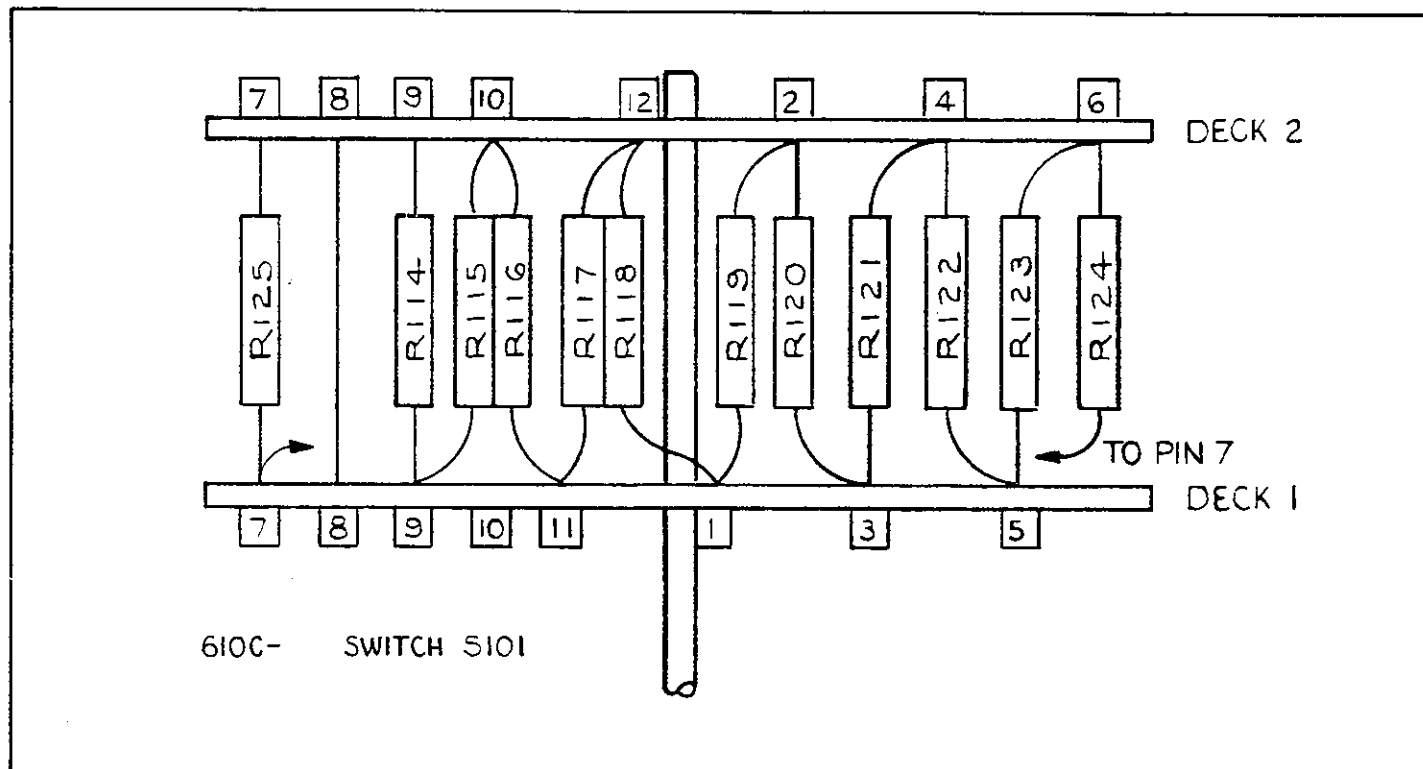 7 8 9 10 12 2 4 6
DECK 2
R125 R114 R115 R116 R117 R118 R119 R120 R121 R122 R123 R124
TO PIN 7
DECK 1
7 8 9 10 11 1 3 5
610C- SWITCH S101